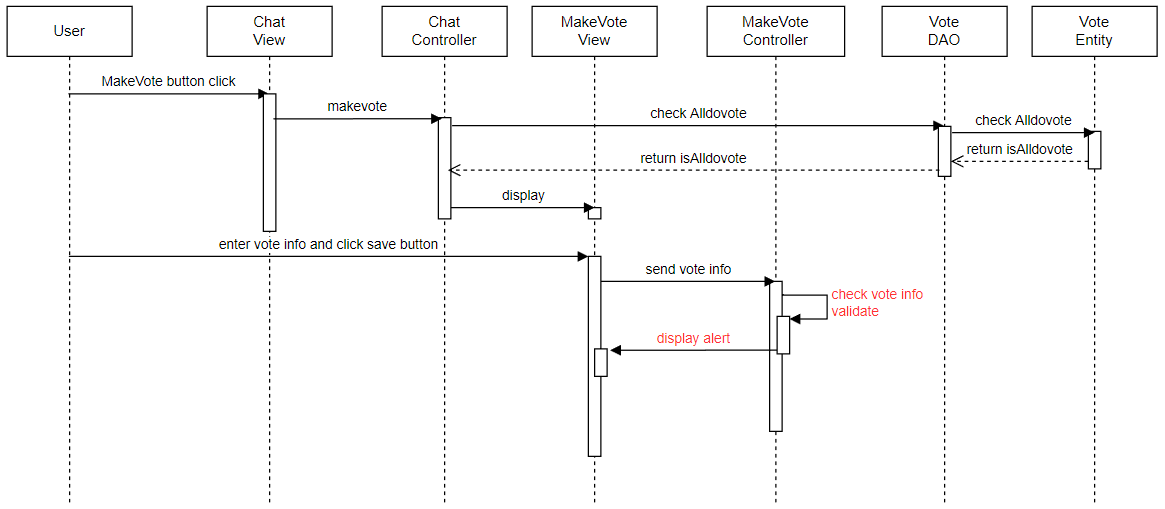 User
Chat
View
Chat
Controller
MakeVote
View
MakeVote
Controller
Vote
DAO
Vote
Entity
MakeVote button click
makevote
check Alldovote
check Alldovote
return isAlldovote
return isAlldovote
display
enter vote info and click save button
send vote info
check vote info
validate
display alert